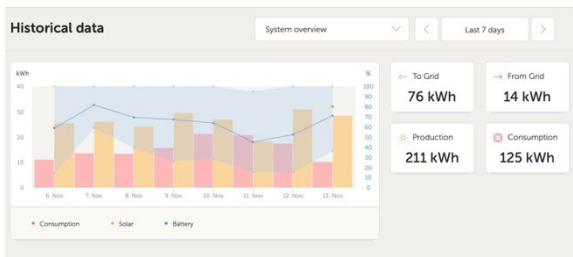 Historical data
System overview
Last 7 days
kWh
%
40
30
20
10
0
100
90
80
70
60
50
40
30
20
10
0
6. Nov
7. Nov
8. Nov
9. Nov
10. Nov
11. Nov
12. Nov
13. Nov
Consumption
Solar
Battery
To Grid
76 kWh
From Grid
14 kWh
Production
211 kWh
Consumption
125 kWh